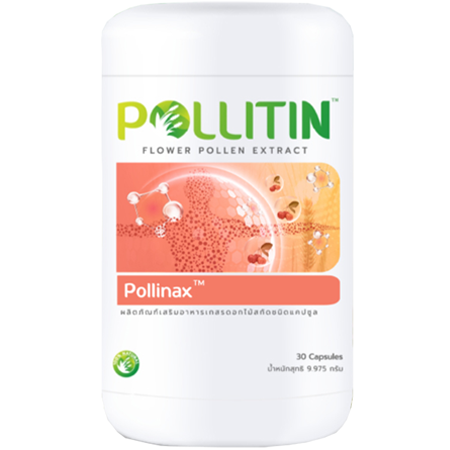 POLLITIN™
FLOWER POLLEN EXTRACT
Pollinax™
ผลิตภัณฑ์เสริมอาหารเกสรดอกไม้สกัดชนิดแคปซูล
30 Capsules
น้ำหนักสุทธิ 9.975 กรัม